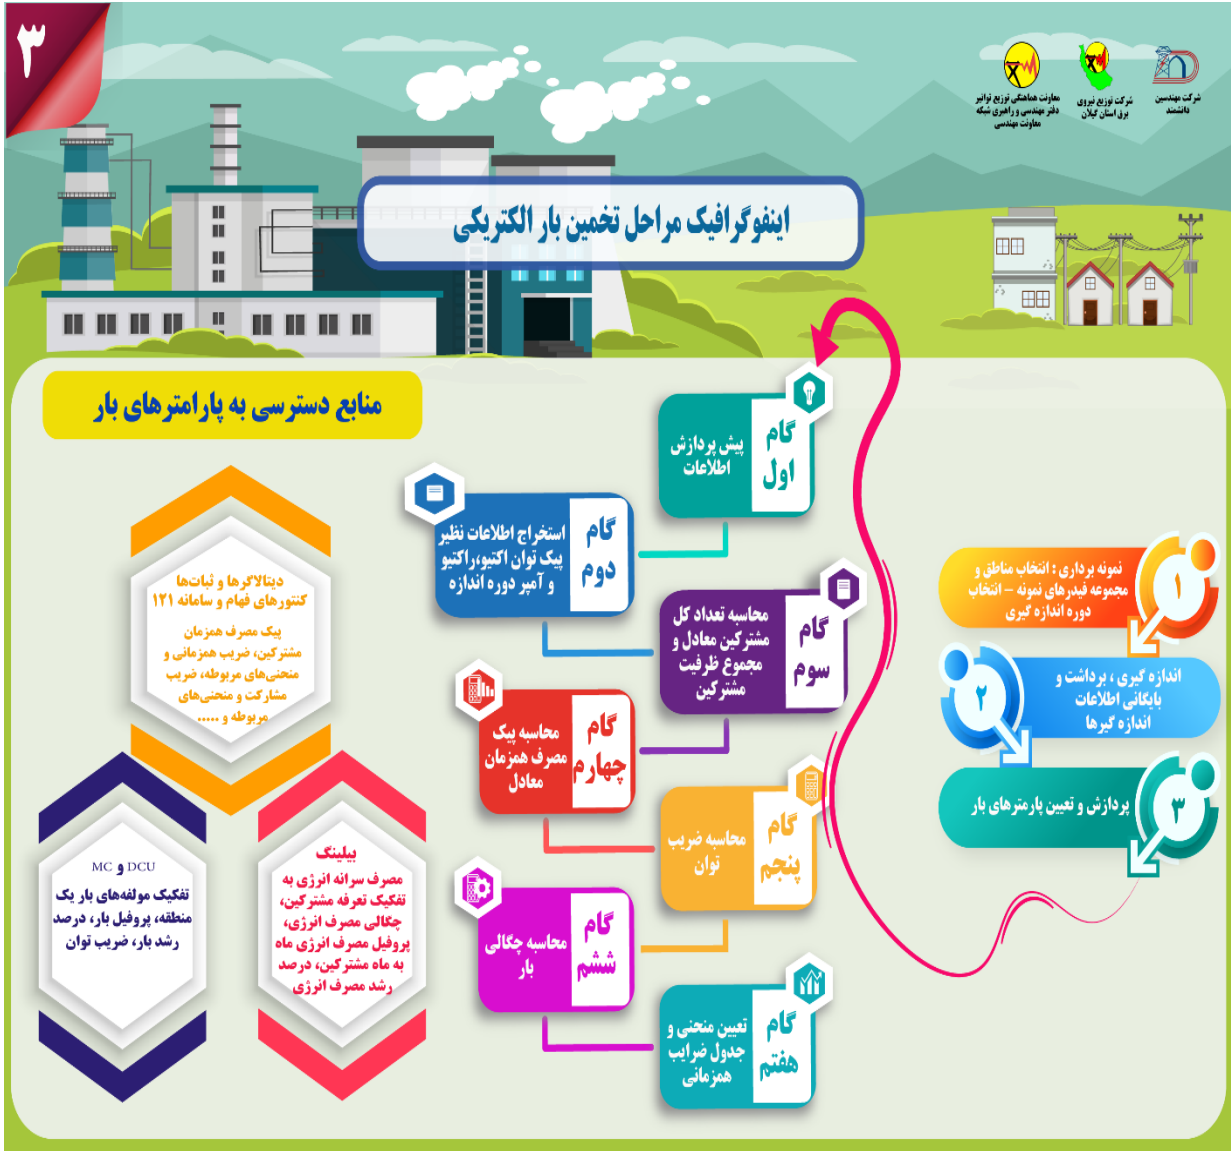 ۳
شرکت مهندسین
دانشمند
شرکت توزیع نیروی
برق استان گیلان
معاونت هماهنگی توزیع توانیر
دفتر مهندسی و راهبری شبکه
معاونت مهندسی
اینفوگرافیک مراحل تخمین بار الکتریکی
۱
نمونه برداری : انتخاب مناطق و
مجموعه فیدرهای نمونه – انتخاب
دوره اندازه گیری
۲
اندازه گیری ، برداشت و
بایگانی اطلاعات
اندازه گیرها
۳
پردازش و تعیین پارمترهای بار
گام
اول
پیش پردازش
اطلاعات
گام
دوم
استخراج اطلاعات نظیر
پیک توان اکتیو،راکتیو
و آمپر دوره اندازه
گام
سوم
محاسبه تعداد کل
مشترکین معادل و
مجموع ظرفیت
مشترکین
گام
چهارم
محاسبه پیک
مصرف همزمان
معادل
گام
پنجم
محاسبه ضریب
توان
گام
ششم
محاسبه چگالی
بار
گام
هفتم
تعیین منحنی و
جدول ضرایب
همزمانی
منابع دسترسی به پارامترهای بار
دیتالاگرها و ثبات‌ها
کنتورهای فهام و سامانه ۱۲۱
پیک مصرف همزمان
مشترکین، ضریب همزمانی و
منحنی‌های مربوطه، ضریب
مشارکت و منحنی‌های
مربوطه و .....
بیلینگ
مصرف سرانه انرژی به
تفکیک تعرفه مشترکین،
چگالی مصرف انرژی،
پروفیل مصرف انرژی ماه
به ماه مشترکین، درصد
رشد مصرف انرژی
DCU و MC
تفکیک مولفه‌های بار یک
منطقه، پروفیل بار، درصد
رشد بار، ضریب توان